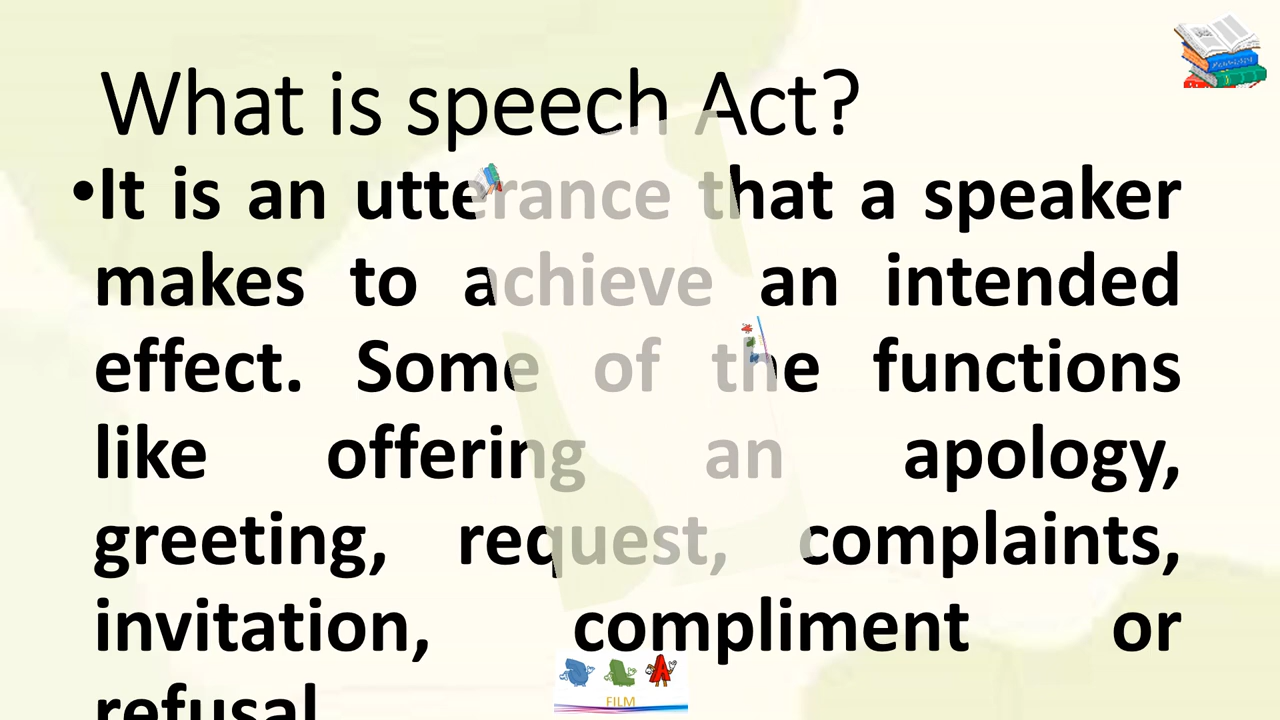 What is speech Act?
•It is an utterance that a speaker
makes to achieve an intended
effect. Some of the functions
like offering an apology,
greeting, request, complaints,
invitation, compliment or
refusal
FILM